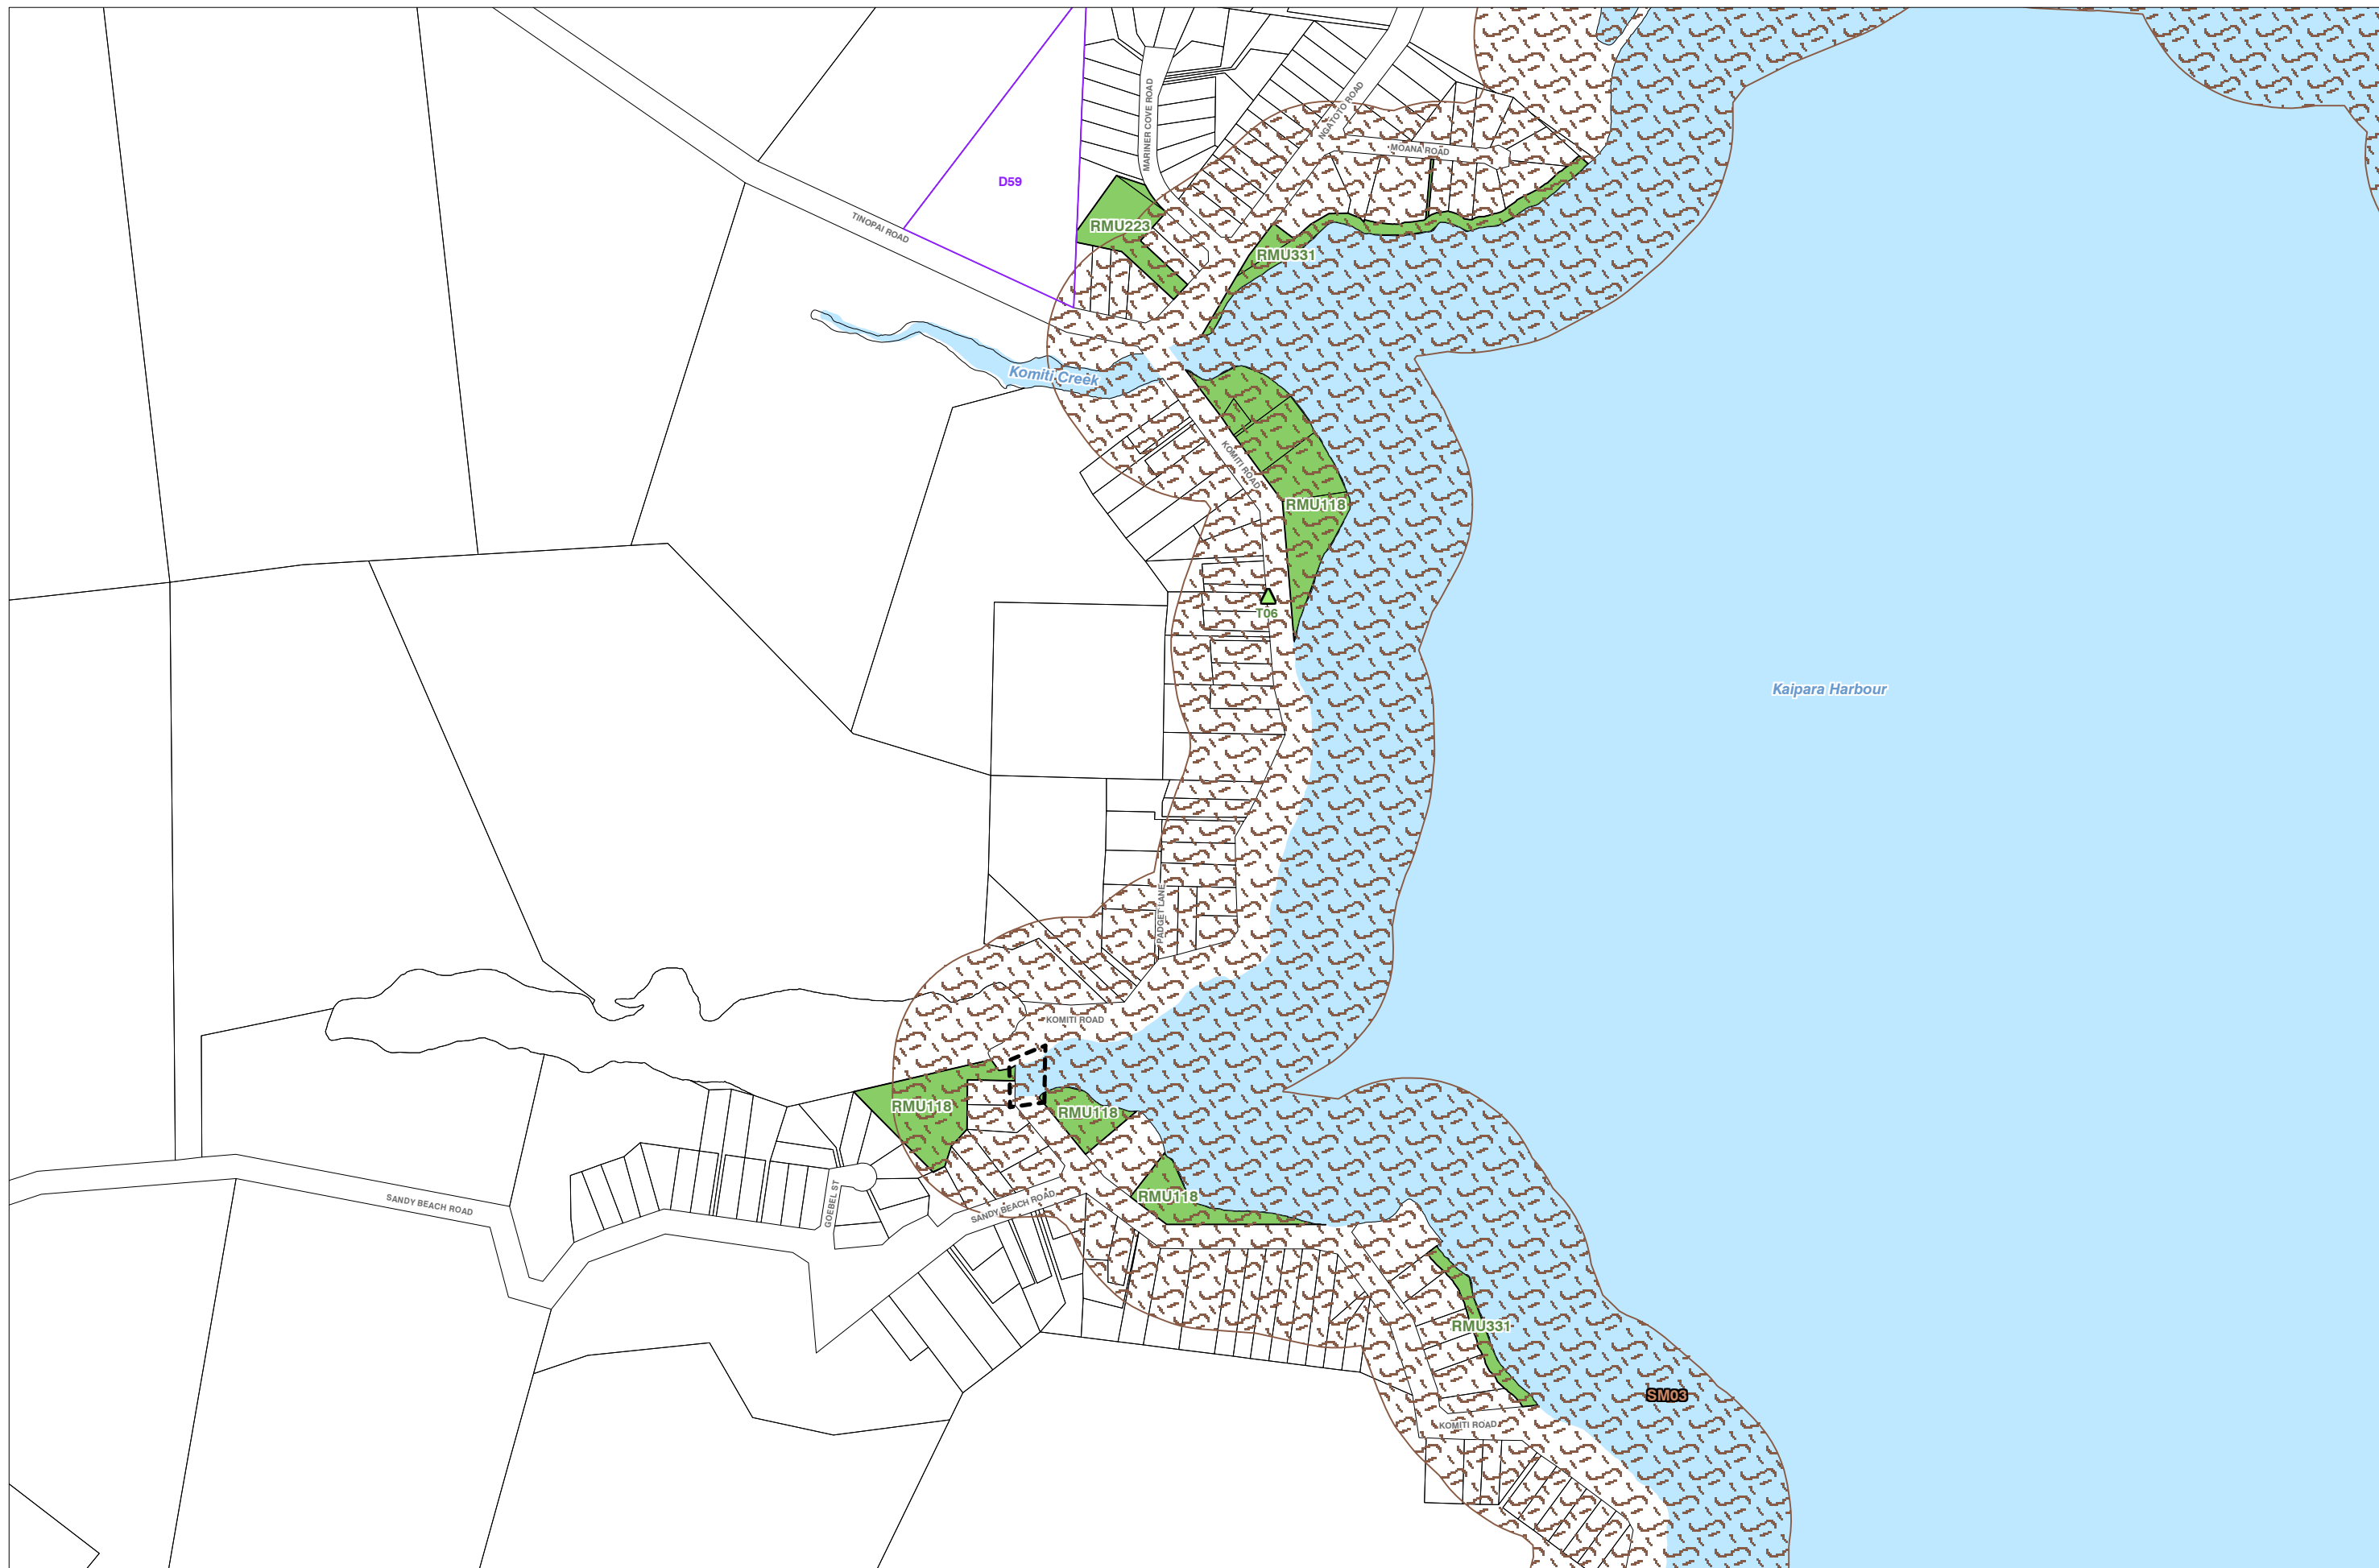 MARINER COVE ROAD
NGATOTO ROAD
MOANA ROAD
D59
TINOPAI ROAD
RMU223
RMU331
Komiti Creek
KOMITI ROAD
RMU118
T06
Kaipara Harbour
PADGET LANE
KOMITI ROAD
RMU118
RMU118
RMU118
SANDY BEACH ROAD
GOEBEL ST
SANDY BEACH ROAD
RMU331
SM03
KOMITI ROAD